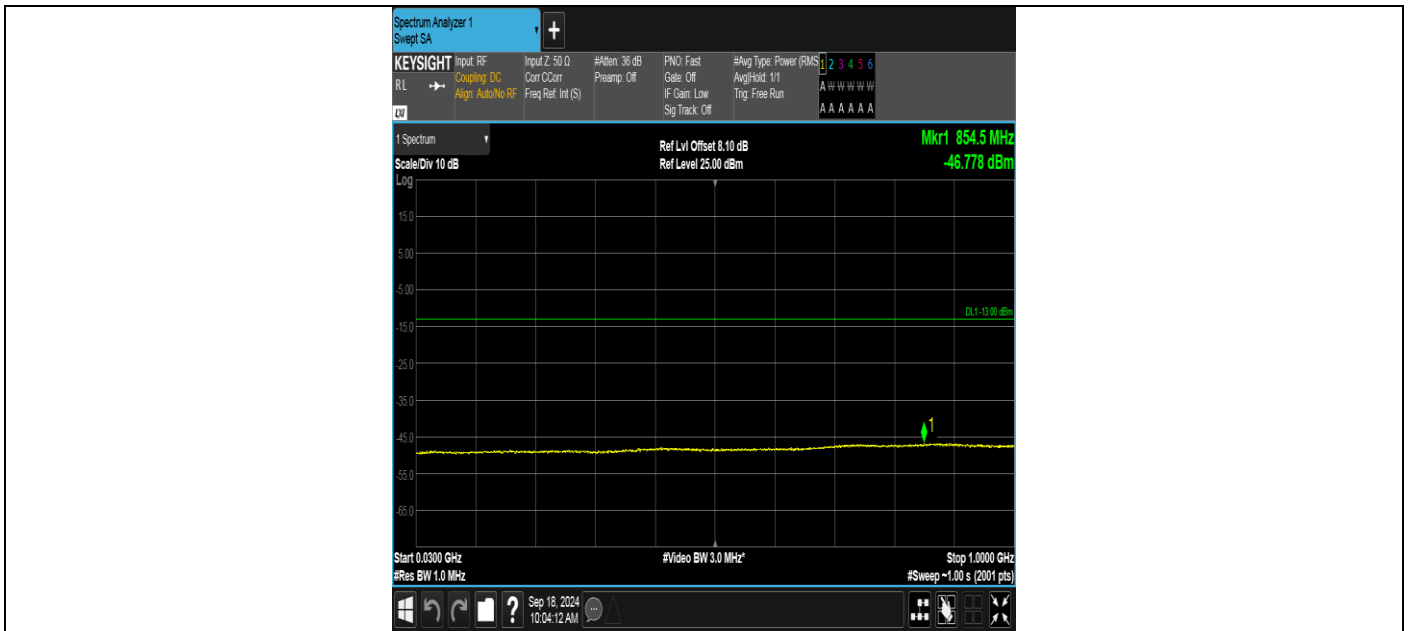 Spectrum Analyzer 1
Swept SA
+
KEYSIGHT
RL
LXI
Input: RF
Coupling: DC
Align: Auto/No RF
Input Z: 50 Ω
Corr CCorr
Freq Ref: Int (S)
#Atten: 36 dB
Preamp: Off
PNO: Fast
Gate: Off
IF Gain: Low
Sig Track: Off
#Avg Type: Power (RMS
Avg|Hold: 1/1
Trig: Free Run
1 2 3 4 5 6
A W W W W W
A A A A A A
1 Spectrum
Scale/Div 10 dB
Log
Ref Lvl Offset 8.10 dB
Ref Level 25.00 dBm
Mkr1 854.5 MHz
-46.778 dBm
15.0
5.00
-5.00
DL1 -13.00 dBm
-15.0
-25.0
-35.0
1
-45.0
-55.0
-65.0
Start 0.0300 GHz
#Res BW 1.0 MHz
#Video BW 3.0 MHz*
Stop 1.0000 GHz
#Sweep ~1.00 s (2001 pts)
?
Sep 18, 2024
10:04:12 AM